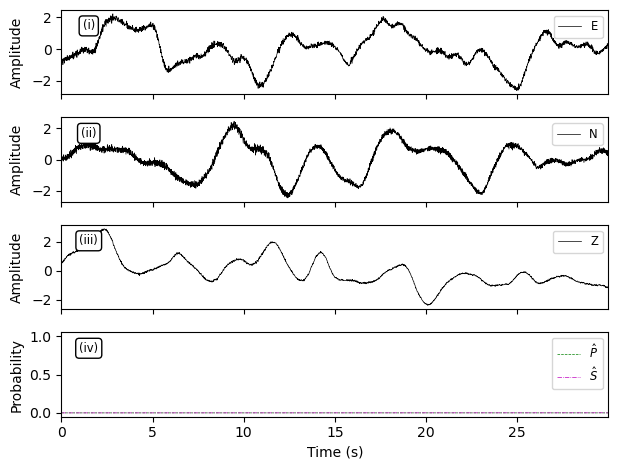 Amplitude
2
0
−2
(i)
E
Amplitude
2
0
−2
(ii)
N
Amplitude
2
0
−2
(iii)
Z
Probability
1.0
0.5
0.0
(iv)
P̂
Ŝ
0 5 10 15 20 25
Time (s)